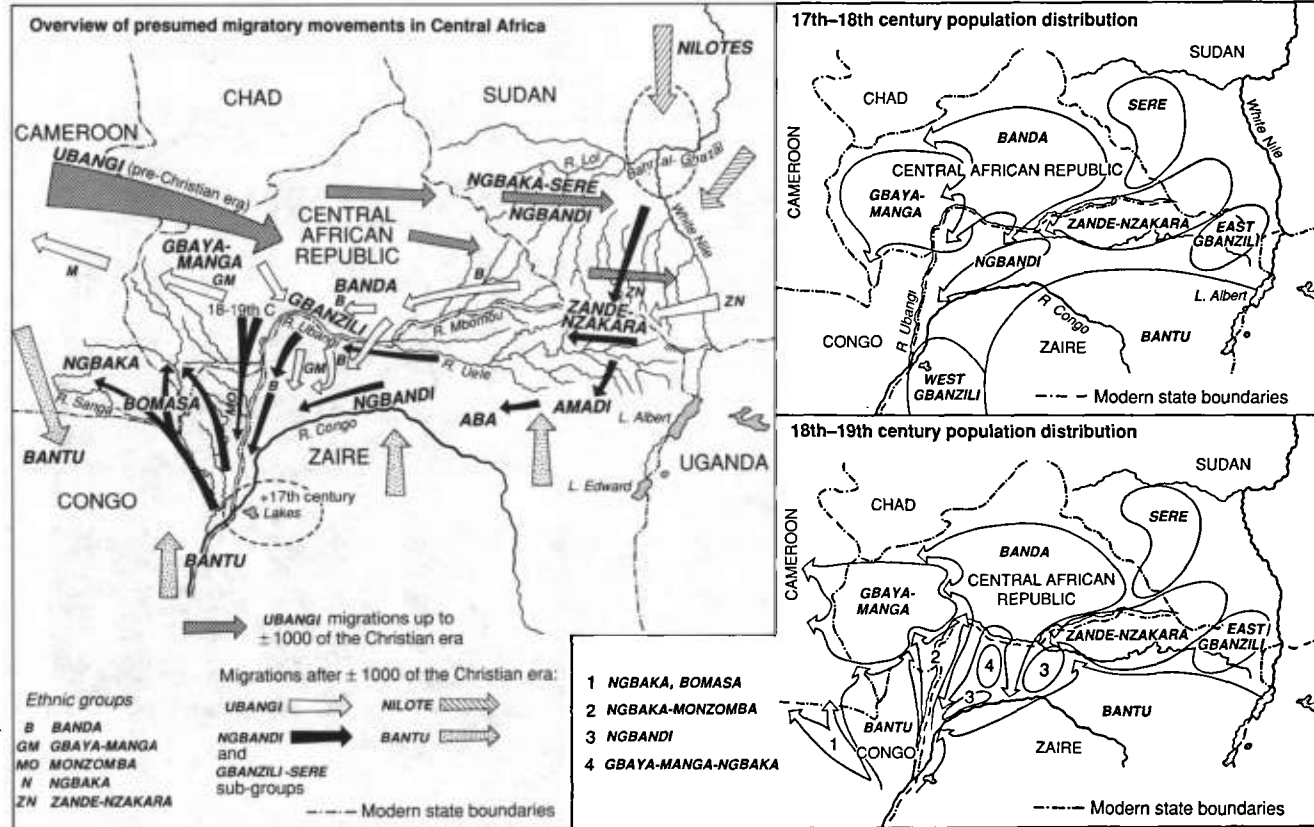 Overview of presumed migratory movements in Central Africa
NILOTES
CHAD
SUDAN
CAMEROON
UBANGI (pre-Christian era)
R. Lol
Bahr al-Ghazāl
NGBAKA-SERE
NGBANDI
White Nile
CENTRAL
AFRICAN
REPUBLIC
GBAYA-
MANGA
M
GM
B
BANDA
B
ZN
ZN
18-19th C
GBANZILI
R. Ubangi
R. Mbomou
ZANDE-
NZAKARA
B
GM
R. Uele
NGBAKA
R. Sanga
BOMASA
MO
B
NGBANDI
ABA
AMADI
L. Albert
R. Congo
BANTU
ZAIRE
UGANDA
CONGO
L. Edward
+17th century
Lakes
BANTU
UBANGI migrations up to
± 1000 of the Christian era
Migrations after ± 1000 of the Christian era:
UBANGI
NILOTE
NGBANDI
and
GBANZILI-SERE
sub-groups
BANTU
Modern state boundaries
Ethnic groups
B BANDA
GM GBAYA-MANGA
MO MONZOMBA
N NGBAKA
ZN ZANDE-NZAKARA
17th–18th century population distribution
SUDAN
CHAD
SERE
CAMEROON
BANDA
White Nile
CENTRAL AFRICAN REPUBLIC
GBAYA-
MANGA
ZANDE-NZAKARA
EAST
GBANZILI
NGBANDI
L. Albert
R. Ubangi
R. Congo
CONGO
ZAIRE
BANTU
WEST
GBANZILI
Modern state boundaries
18th–19th century population distribution
SUDAN
CHAD
SERE
CAMEROON
BANDA
CENTRAL AFRICAN
REPUBLIC
GBAYA-
MANGA
ZANDE-NZAKARA
EAST
GBANZILI
2
4
3
3
BANTU
CONGO
1
BANTU
ZAIRE
Modern state boundaries
1 NGBAKA, BOMASA
2 NGBAKA-MONZOMBA
3 NGBANDI
4 GBAYA-MANGA-NGBAKA